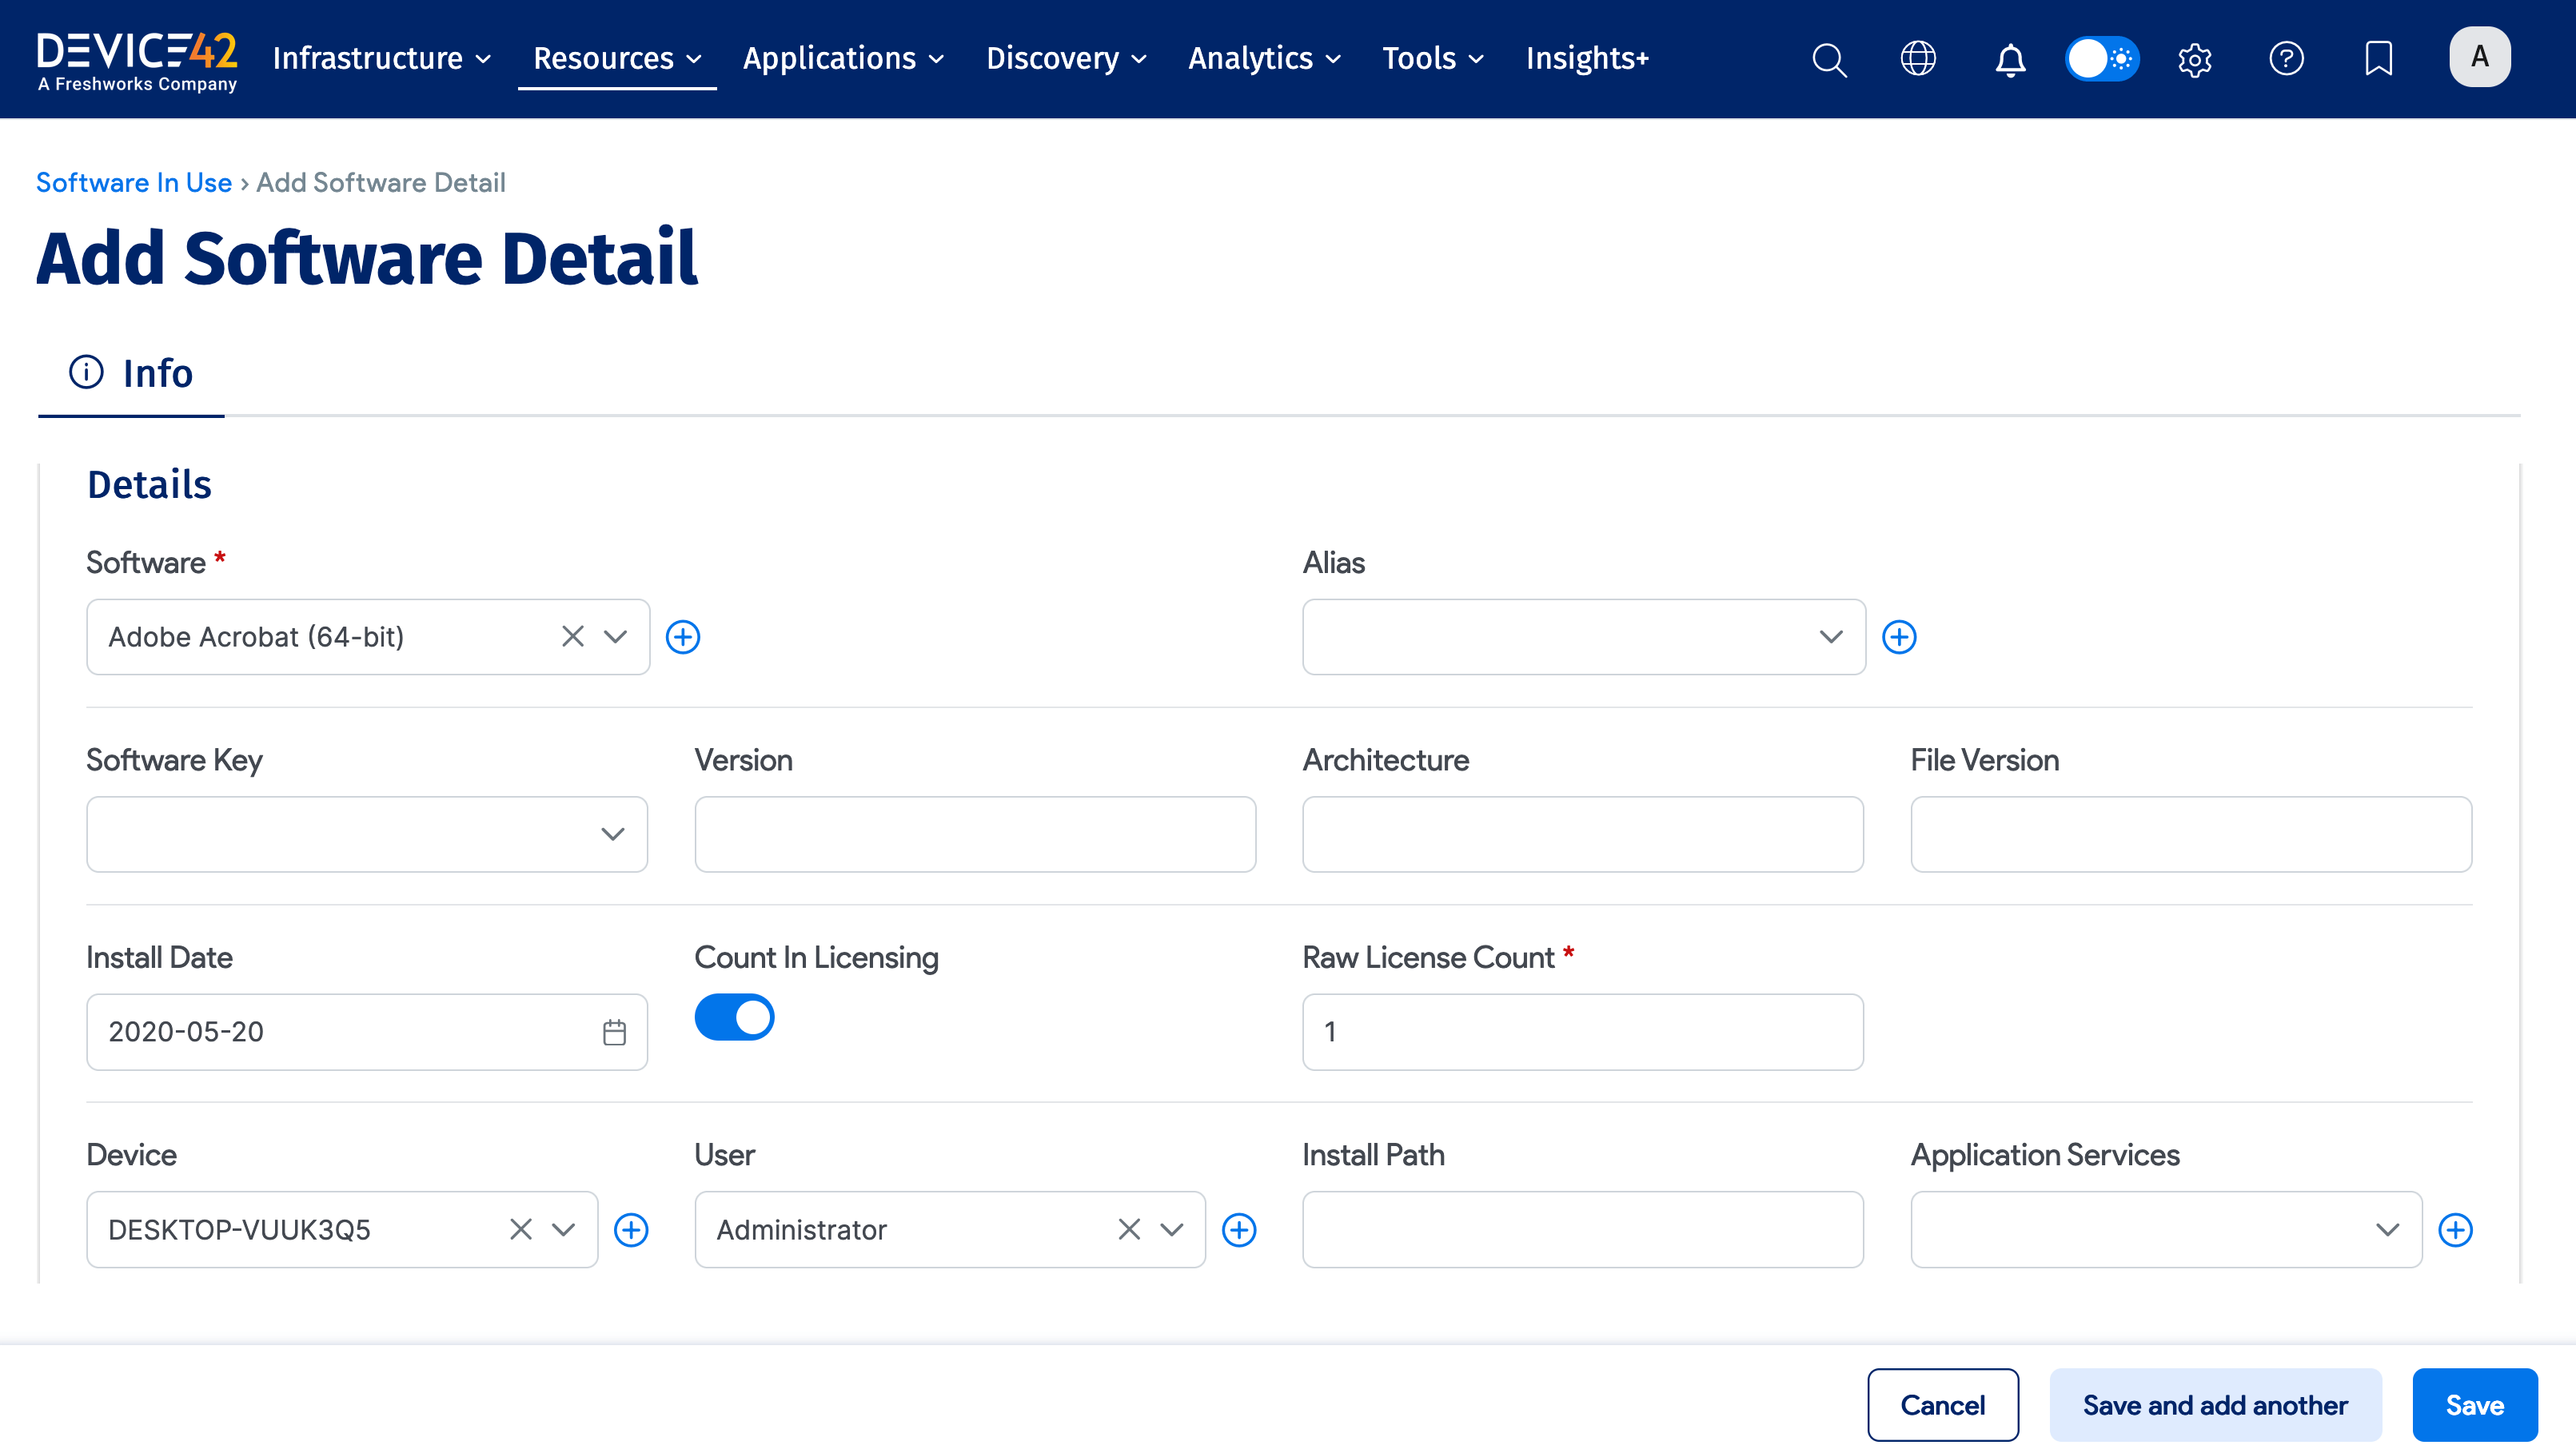 DEVICE42
A Freshworks Company
Infrastructure Resources Applications Discovery Analytics Tools Insights+ A
Software In Use › Add Software Detail
Add Software Detail
Info
Details
Software * Alias
Adobe Acrobat (64-bit)
Software Key Version Architecture File Version
Install Date Count In Licensing Raw License Count *
2020-05-20 1
Device User Install Path Application Services
DESKTOP-VUUK3Q5 Administrator
Cancel Save and add another Save